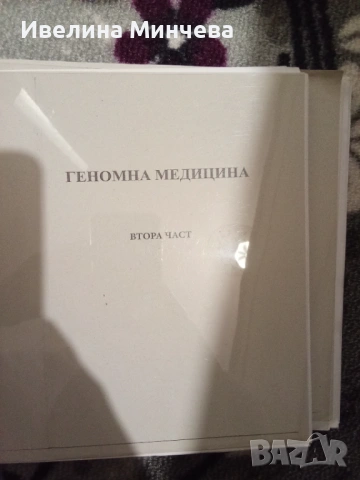 Ивелина Минчева
ГЕНОМНА МЕДИЦИНА
ВТОРА ЧАСТ
BAZAR